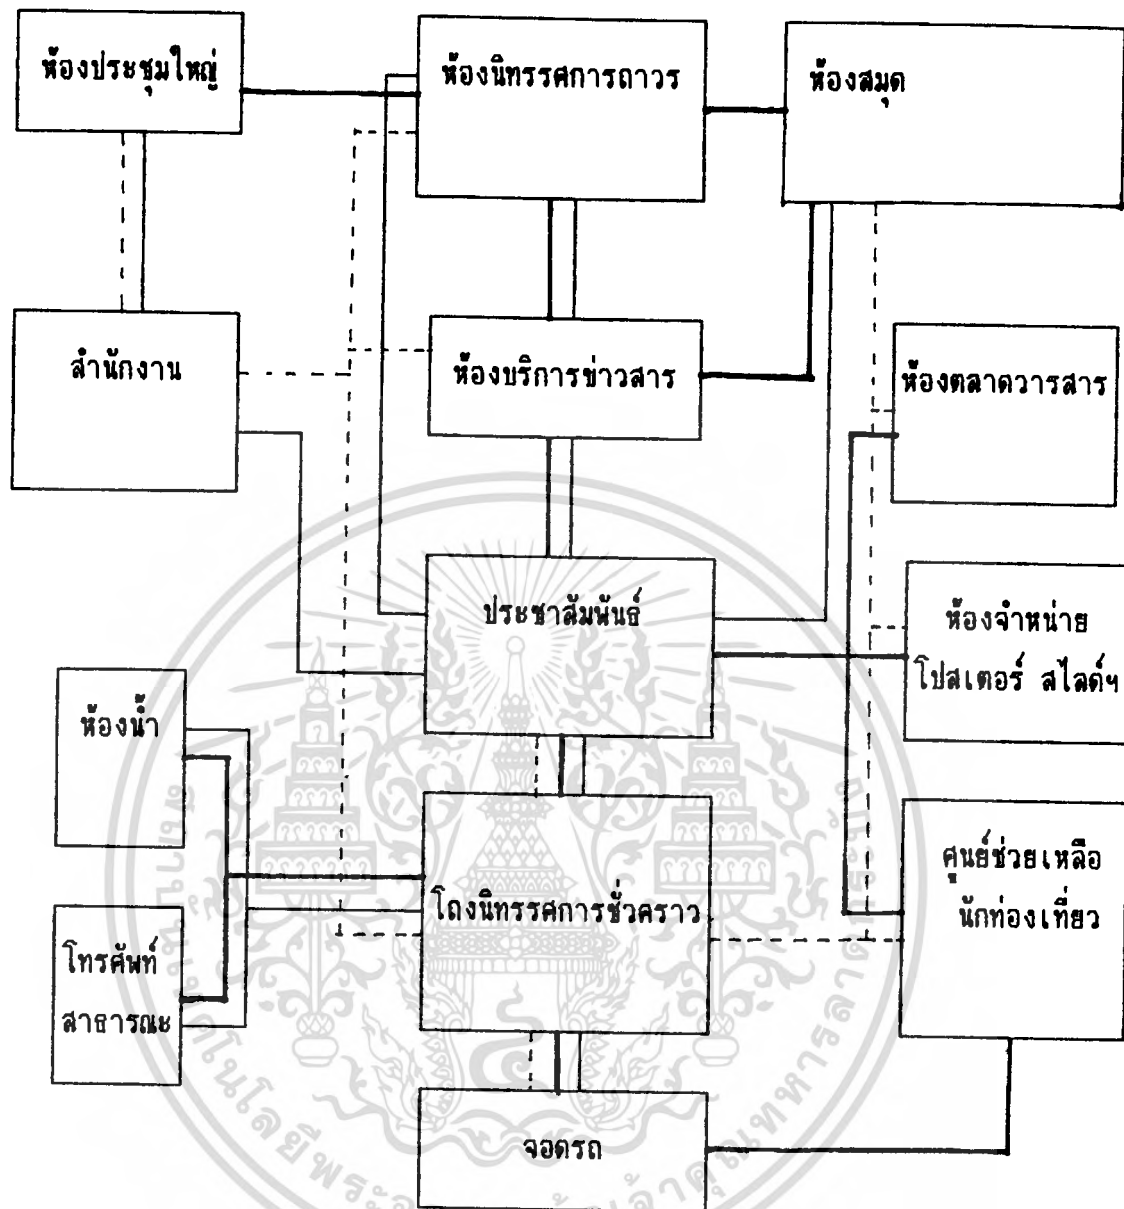 ห้องประชุมใหญ่
ห้องนิทรรศการถาวร
ห้องสมุด
สำนักงาน
ห้องบริการข่าวสาร
ห้องตลาดวารสาร
ประชาสัมพันธ์
ห้องจำหน่าย
โปสเตอร์ สไลด์ฯ
ห้องน้ำ
โถงนิทรรศการชั่วคราว
ศูนย์ช่วยเหลือ
นักท่องเที่ยว
โทรศัพท์
สาธารณะ
จอดรถ